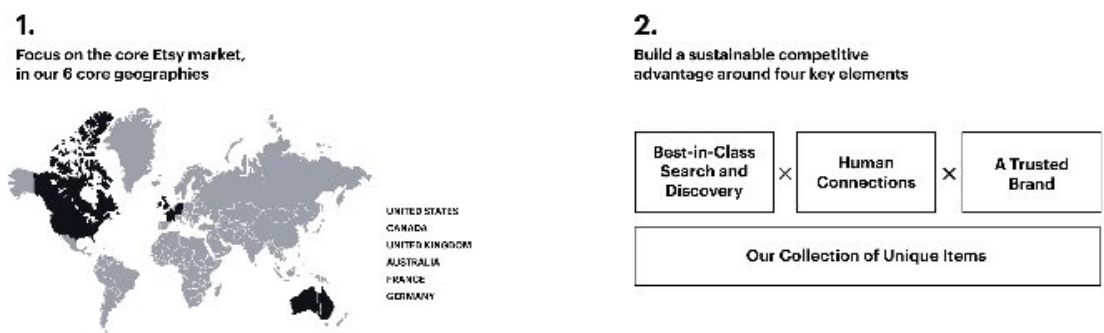 1.
Focus on the core Etsy market,
in our 6 core geographies
UNITED STATES
CANADA
UNITED KINGDOM
AUSTRALIA
FRANCE
GERMANY
2.
Build a sustainable competitive
advantage around four key elements
Best-in-Class
Search and
Discovery
×
Human
Connections
×
A Trusted
Brand
Our Collection of Unique Items